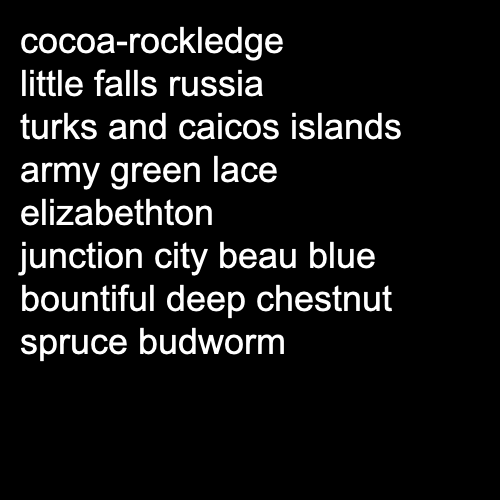 cocoa-rockledge
little falls russia
turks and caicos islands
army green lace
elizabethton
junction city beau blue
bountiful deep chestnut
spruce budworm